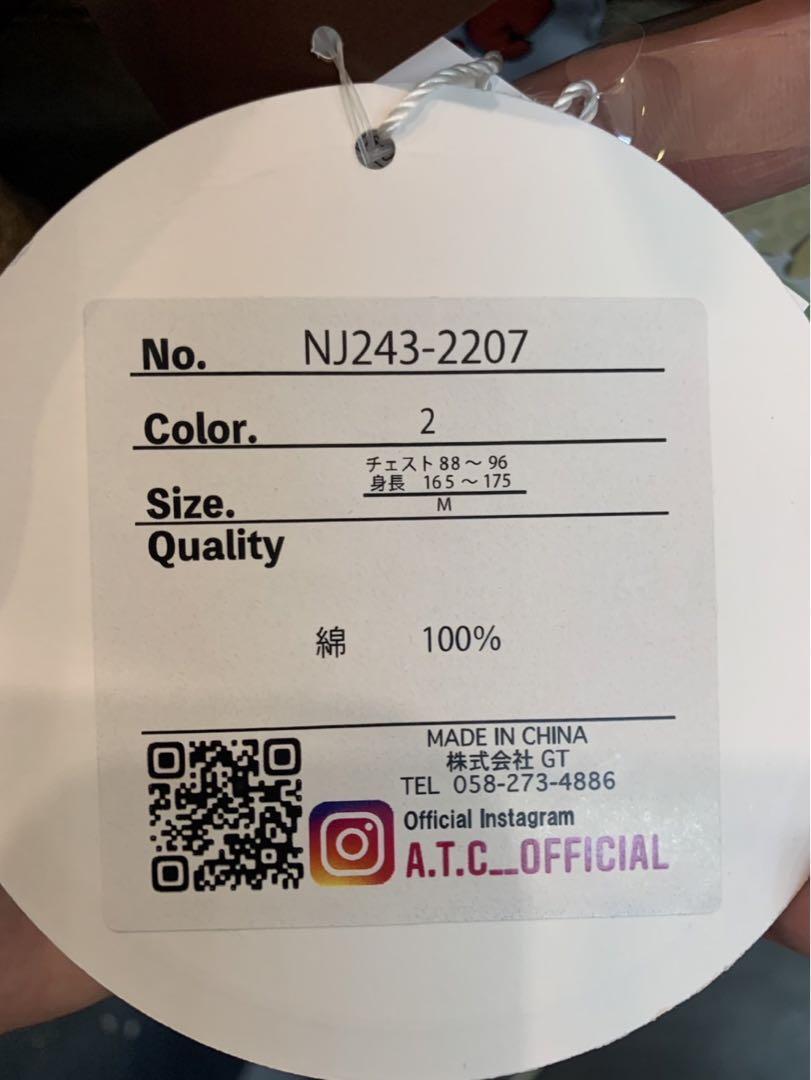 No. NJ243-2207
Color. 2
チェスト 88～96
身長 165～175
Size. M
Quality
綿 100%
MADE IN CHINA
株式会社 GT
TEL 058-273-4886
Official Instagram
A.T.C__OFFICIAL